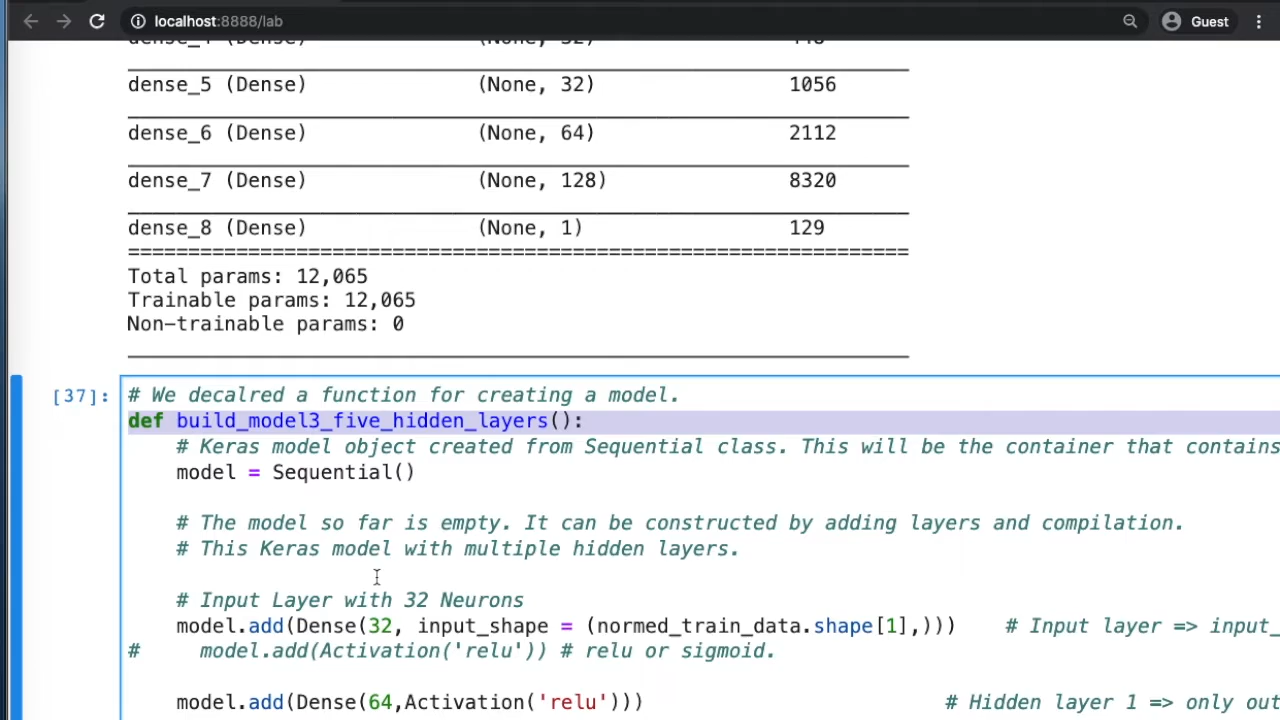 localhost:8888/lab
Guest
dense_5 (Dense) (None, 32) 1056
dense_6 (Dense) (None, 64) 2112
dense_7 (Dense) (None, 128) 8320
dense_8 (Dense) (None, 1) 129
Total params: 12,065
Trainable params: 12,065
Non-trainable params: 0
[37]: # We decalred a function for creating a model.
def build_model3_five_hidden_layers():
# Keras model object created from Sequential class. This will be the container that contains
model = Sequential()
# The model so far is empty. It can be constructed by adding layers and compilation.
# This Keras model with multiple hidden layers.
# Input Layer with 32 Neurons
model.add(Dense(32, input_shape = (normed_train_data.shape[1],))) # Input layer => input_
# model.add(Activation('relu')) # relu or sigmoid.
model.add(Dense(64,Activation('relu'))) # Hidden layer 1 => only out